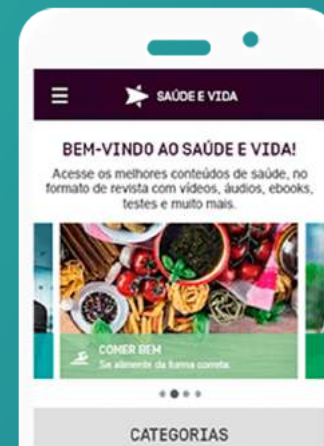 SAÚDE E VIDA
BEM-VINDO AO SAÚDE E VIDA!
Acesse os melhores conteúdos de saúde, no
formato de revista com vídeos, áudios, ebooks,
testes e muito mais.
COMER BEM
Se alimente da forma correta.
CATEGORIAS